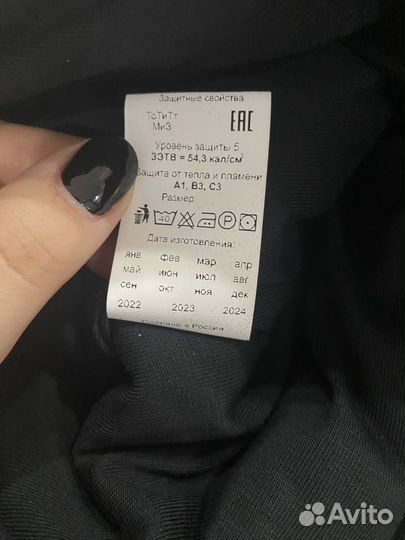 Защитные свойства
ТоТиТт
МиЗ
ЕАС
Уровень защиты 5
ЗЭТВ = 54,3 кал/см²
защита от тепла и пламени
А1, В3, С3
Размер
40
Дата изготовления:
янв фев мар апр
май июн июл авг
сен окт ноя дек
2022 2023 2024
Сделано в России
Avito